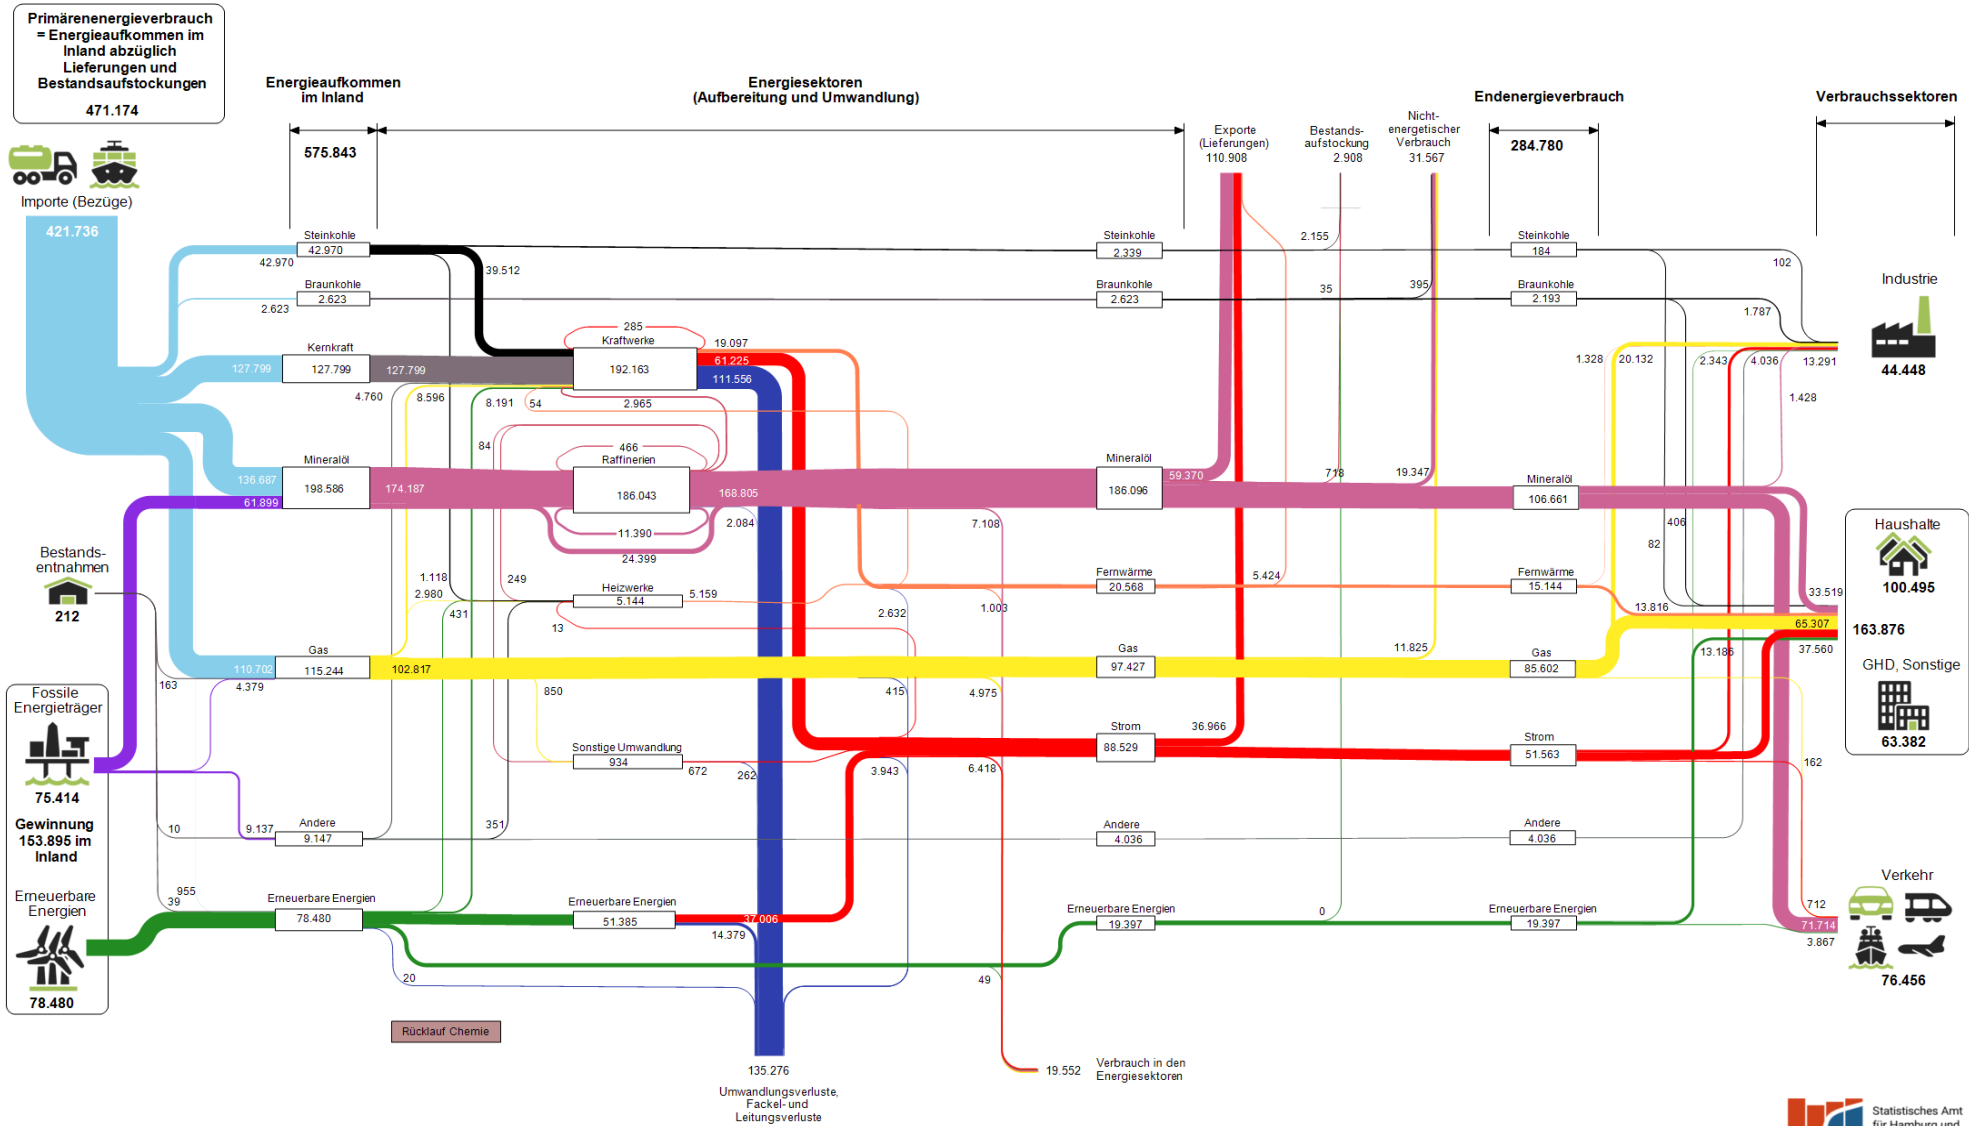 Primärenenergieverbrauch
= Energieaufkommen im
Inland abzüglich
Lieferungen und
Bestandsaufstockungen
471.174
Energieaufkommen
im Inland
575.843
Energiesektoren
(Aufbereitung und Umwandlung)
Endenergieverbrauch
284.780
Verbrauchssektoren
Exporte
(Lieferungen)
110.908
Bestands-
aufstockung
2.908
Nicht-
energetischer
Verbrauch
31.567
Importe (Bezüge)
421.736
Steinkohle
42.970
42.970
39.512
Steinkohle
2.339
2.155
Steinkohle
184
102
Braunkohle
2.623
2.623
Braunkohle
2.623
35
395
Braunkohle
2.193
1.787
Industrie
44.448
285
Kraftwerke
192.163
19.097
61.225
111.556
Kernkraft
127.799
127.799
127.799
4.760
8.596
8.191
54
2.965
1.328
20.132
2.343
4.036
13.291
1.428
84
466
Raffinerien
186.043
168.805
11.390
24.399
2.084
Mineralöl
136.687
61.899
198.586
174.187
7.108
Mineralöl
186.096
59.370
718
19.347
Mineralöl
106.661
406
82
Bestands-
entnahmen
212
1.118
2.980
431
249
Heizwerke
5.144
5.159
13
2.632
1.003
Fernwärme
20.568
5.424
Fernwärme
15.144
13.816
33.519
Haushalte
100.495
163.876
65.307
37.560
13.186
GHD, Sonstige
63.382
Gas
110.702
115.244
102.817
163
4.379
850
415
4.975
Gas
97.427
11.825
Gas
85.602
Fossile
Energieträger
75.414
Gewinnung
153.895 im
Inland
Sonstige Umwandlung
934
672
262
3.943
6.418
Strom
88.529
36.966
Strom
51.563
162
10
9.137
Andere
9.147
351
Andere
4.036
Andere
4.036
Erneuerbare
Energien
78.480
955
39
Erneuerbare Energien
78.480
Erneuerbare Energien
51.385
37.006
14.379
20
49
Erneuerbare Energien
19.397
0
Erneuerbare Energien
19.397
Verkehr
712
71.714
3.867
76.456
Rücklauf Chemie
135.276
Umwandlungsverluste,
Fackel- und
Leitungsverluste
19.552
Verbrauch in den
Energiesektoren
Statistisches Amt
für Hamburg und